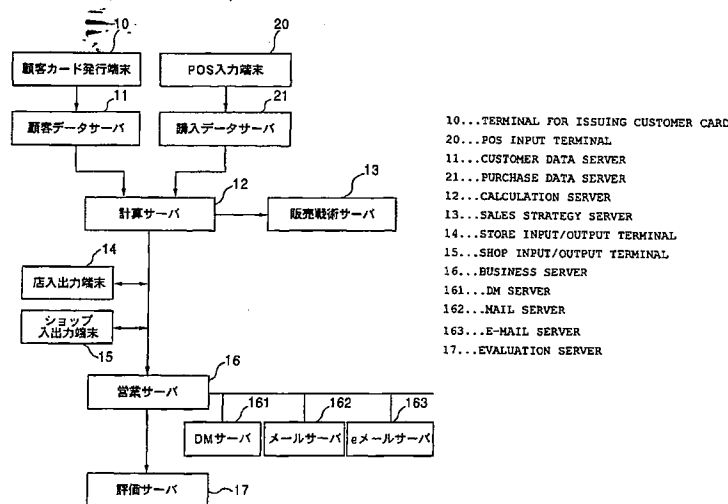 10
20
顧客カード発行端末
POS入力端末
11
21
顧客データサーバ
購入データサーバ
12
13
計算サーバ
販売戦術サーバ
14
店入出力端末
ショップ
入出力端末
15
16
営業サーバ
161
162
163
DMサーバ
メールサーバ
eメールサーバ
評価サーバ
17
10...TERMINAL FOR ISSUING CUSTOMER CARD
20...POS INPUT TERMINAL
11...CUSTOMER DATA SERVER
21...PURCHASE DATA SERVER
12...CALCULATION SERVER
13...SALES STRATEGY SERVER
14...STORE INPUT/OUTPUT TERMINAL
15...SHOP INPUT/OUTPUT TERMINAL
16...BUSINESS SERVER
161...DM SERVER
162...MAIL SERVER
163...E-MAIL SERVER
17...EVALUATION SERVER